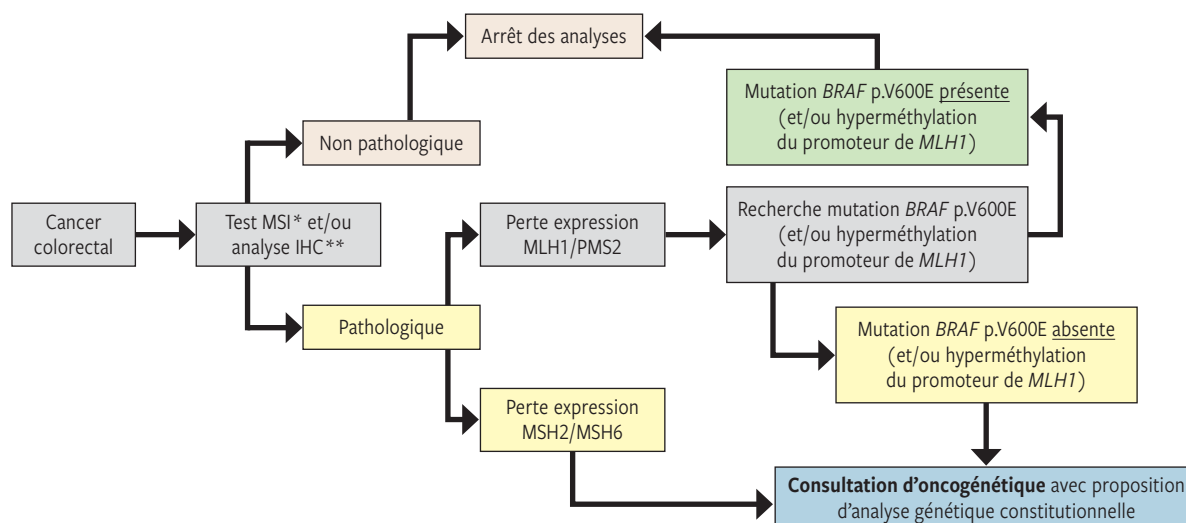 Arrêt des analyses
Mutation BRAF p.V600E présente
(et/ou hyperméthylation
du promoteur de MLH1)
Non pathologique
Cancer
colorectal
Test MSI* et/ou
analyse IHC**
Perte expression
MLH1/PMS2
Recherche mutation BRAF p.V600E
(et/ou hyperméthylation
du promoteur de MLH1)
Pathologique
Mutation BRAF p.V600E absente
(et/ou hyperméthylation
du promoteur de MLH1)
Perte expression
MSH2/MSH6
Consultation d’oncogénétique avec proposition
d’analyse génétique constitutionnelle